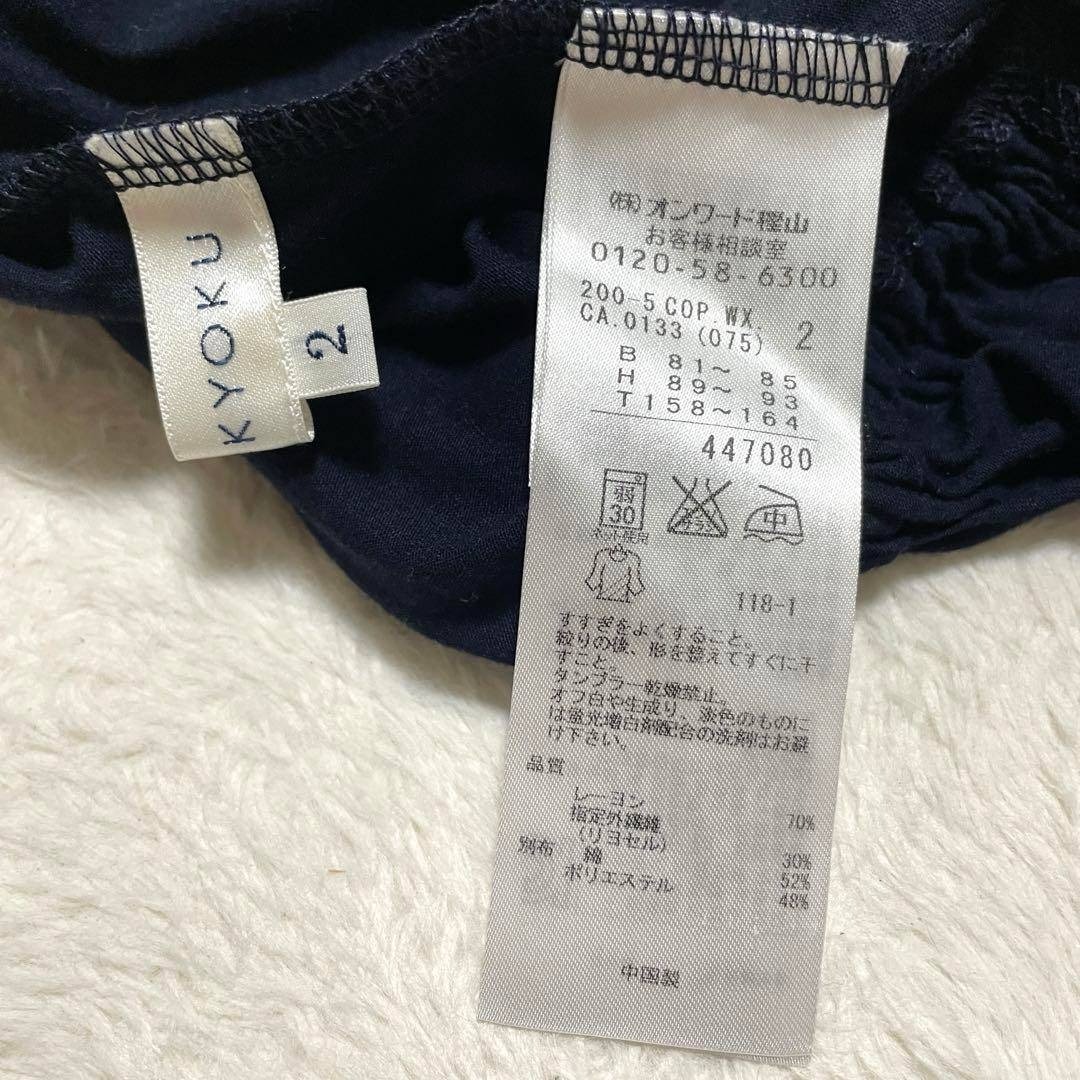 KYOKU
2
(株)オンワード樫山
お客様相談室
0120-58-6300
200-5 COP.WX. 2
CA.0133 (075)
B 81〜 85
H 89〜 93
T 158〜164
447080
弱
30
ネット使用
中
118-1
すすぎをよくすること。
絞りの後、形を整えてすぐに干
すこと。
タンブラー乾燥禁止。
オフ白や生成り、淡色のものに
は蛍光増白剤配合の洗剤はお避
け下さい。
品質
レーヨン 70%
指定外繊維
(リヨセル) 30%
別布 綿 52%
ポリエステル 48%
中国製